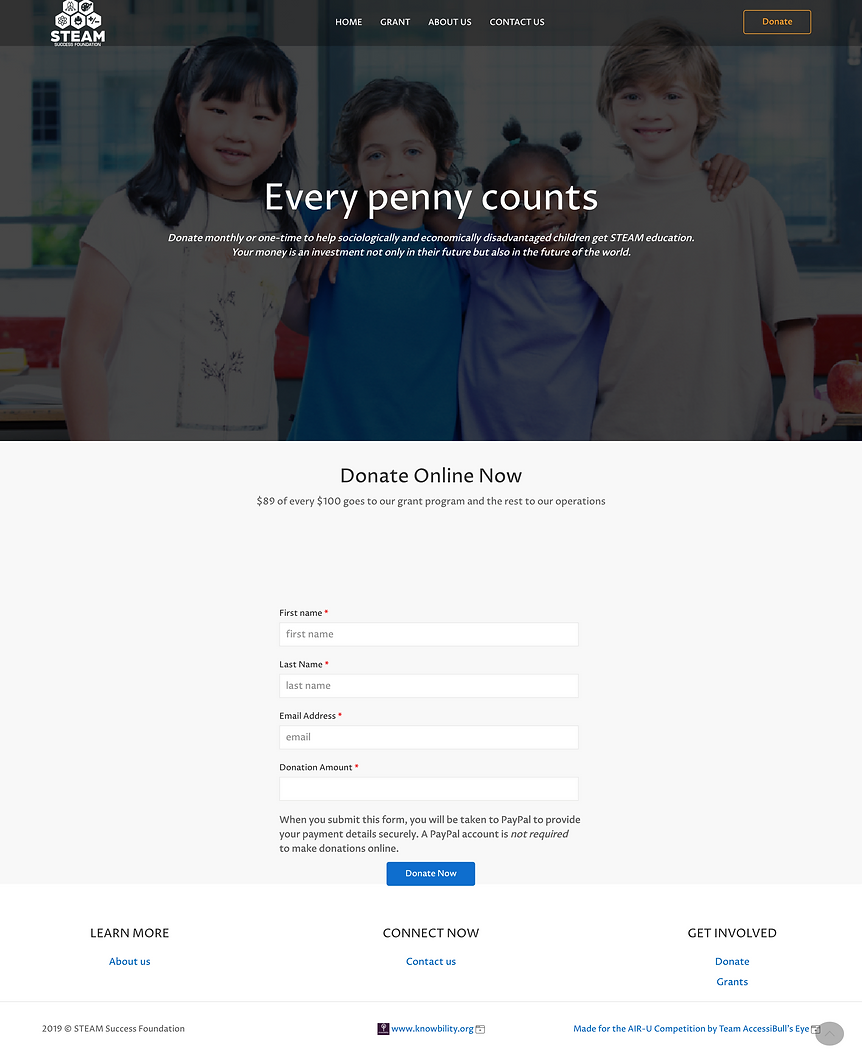 STEAM
SUCCESS FOUNDATION
HOME GRANT ABOUT US CONTACT US
Donate
Every penny counts
Donate monthly or one-time to help sociologically and economically disadvantaged children get STEAM education.
Your money is an investment not only in their future but also in the future of the world.
Donate Online Now
$89 of every $100 goes to our grant program and the rest to our operations
First name *
first name
Last Name *
last name
Email Address *
email
Donation Amount *
When you submit this form, you will be taken to PayPal to provide
your payment details securely. A PayPal account is not required
to make donations online.
Donate Now
LEARN MORE
About us
CONNECT NOW
Contact us
GET INVOLVED
Donate
Grants
2019 © STEAM Success Foundation
www.knowbility.org
Made for the AIR-U Competition by Team AccessiBull's Eye